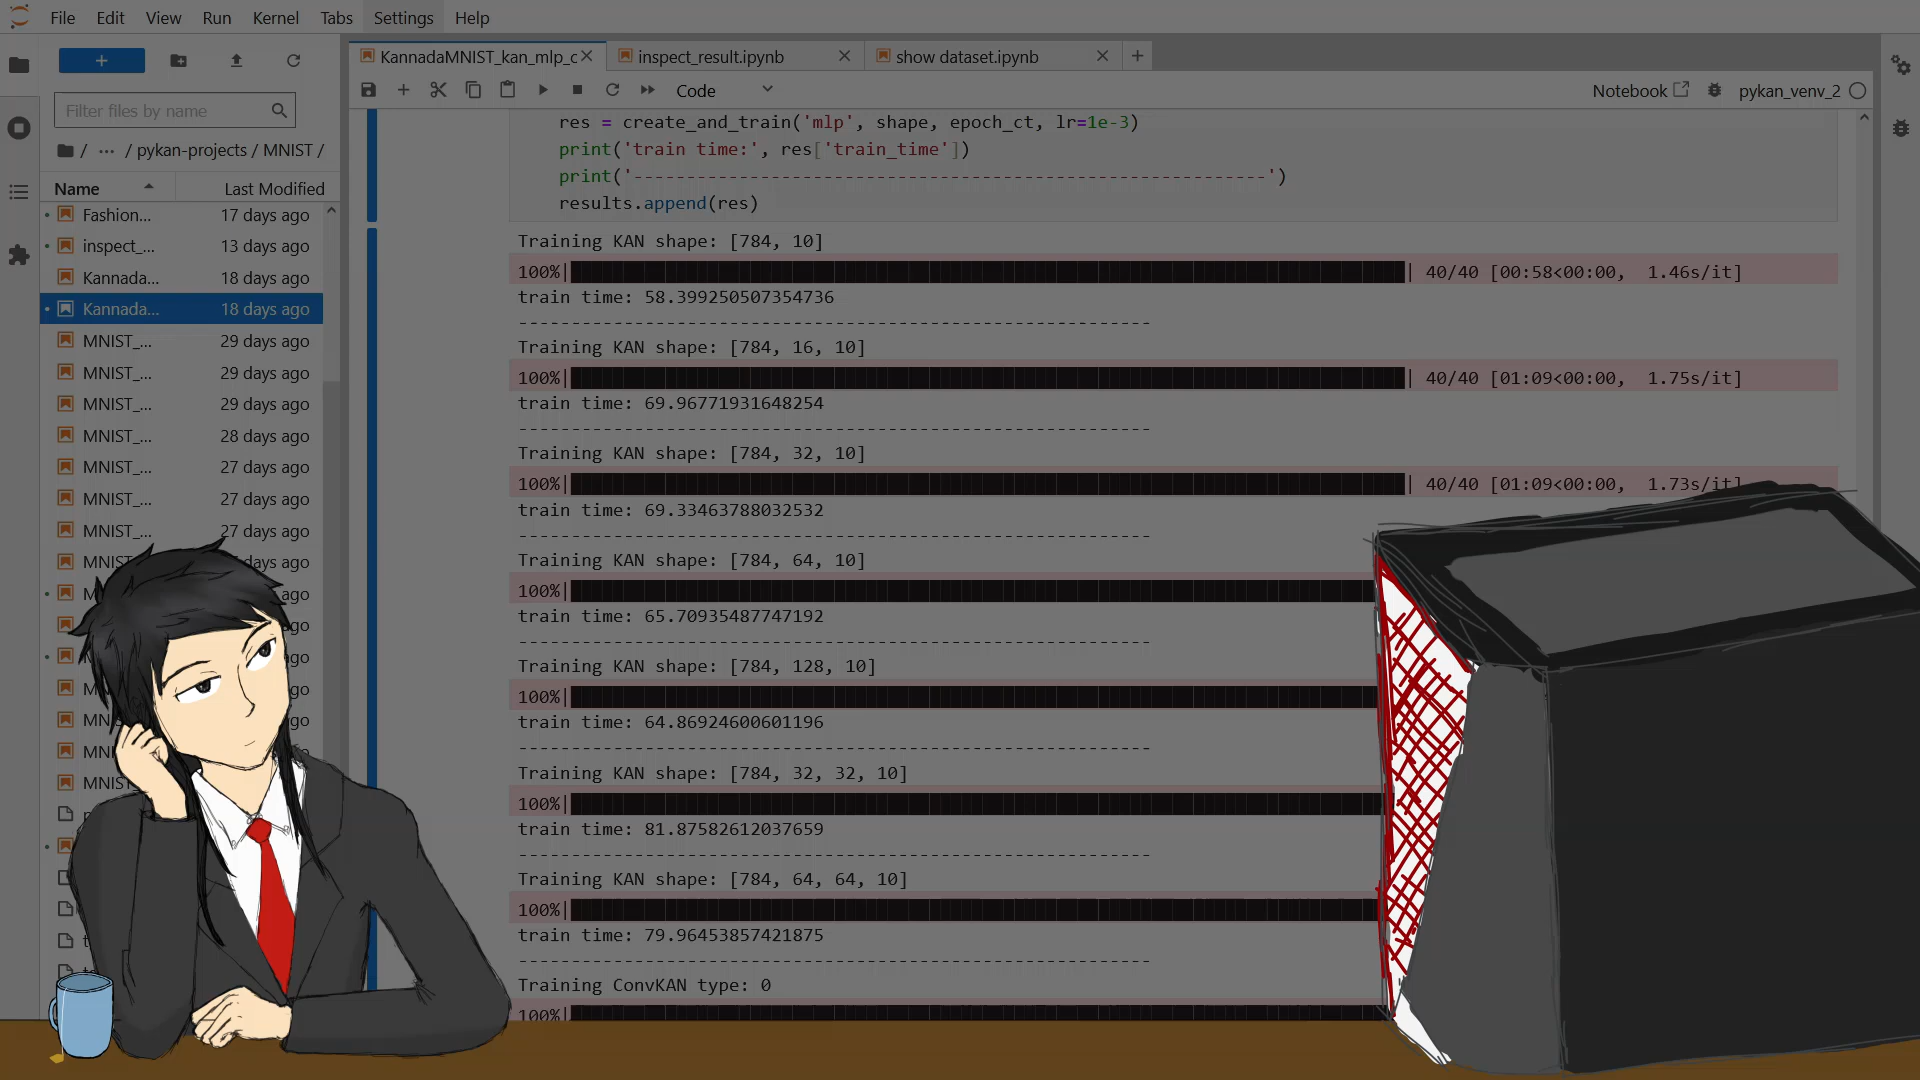 File Edit View Run Kernel Tabs Settings Help
KannadaMNIST_kan_mlp_c
inspect_result.ipynb
show dataset.ipynb
Filter files by name
Code
Notebook
pykan_venv_2
/ ... / pykan-projects / MNIST /
Name Last Modified
Fashion... 17 days ago
inspect_... 13 days ago
Kannada... 18 days ago
Kannada... 18 days ago
MNIST_... 29 days ago
MNIST_... 29 days ago
MNIST_... 29 days ago
MNIST_... 28 days ago
MNIST_... 27 days ago
MNIST_... 27 days ago
MNIST_... 27 days ago
res = create_and_train('mlp', shape, epoch_ct, lr=1e-3)
print('train time:', res['train_time'])
print('------------------------------------------------------------')
results.append(res)
Training KAN shape: [784, 10]
100%| | 40/40 [00:58<00:00, 1.46s/it]
train time: 58.399250507354736
------------------------------------------------------------
Training KAN shape: [784, 16, 10]
100%| | 40/40 [01:09<00:00, 1.75s/it]
train time: 69.96771931648254
------------------------------------------------------------
Training KAN shape: [784, 32, 10]
100%| | 40/40 [01:09<00:00, 1.73s/it]
train time: 69.33463788032532
------------------------------------------------------------
Training KAN shape: [784, 64, 10]
100%|
train time: 65.70935487747192
------------------------------------------------------------
Training KAN shape: [784, 128, 10]
100%|
train time: 64.86924600601196
------------------------------------------------------------
Training KAN shape: [784, 32, 32, 10]
100%|
train time: 81.87582612037659
------------------------------------------------------------
Training KAN shape: [784, 64, 64, 10]
100%|
train time: 79.96453857421875
------------------------------------------------------------
Training ConvKAN type: 0
100%|